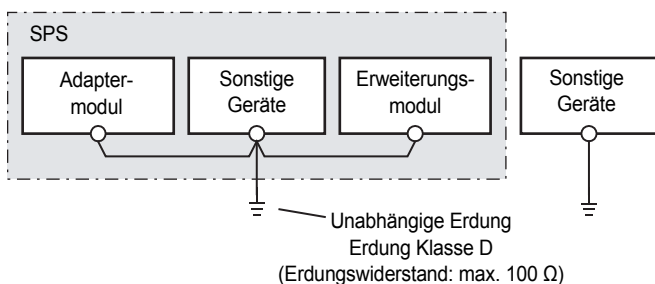 SPS
Adapter-
modul
Sonstige
Geräte
Erweiterungs-
modul
Sonstige
Geräte
Unabhängige Erdung
Erdung Klasse D
(Erdungswiderstand: max. 100 Ω)